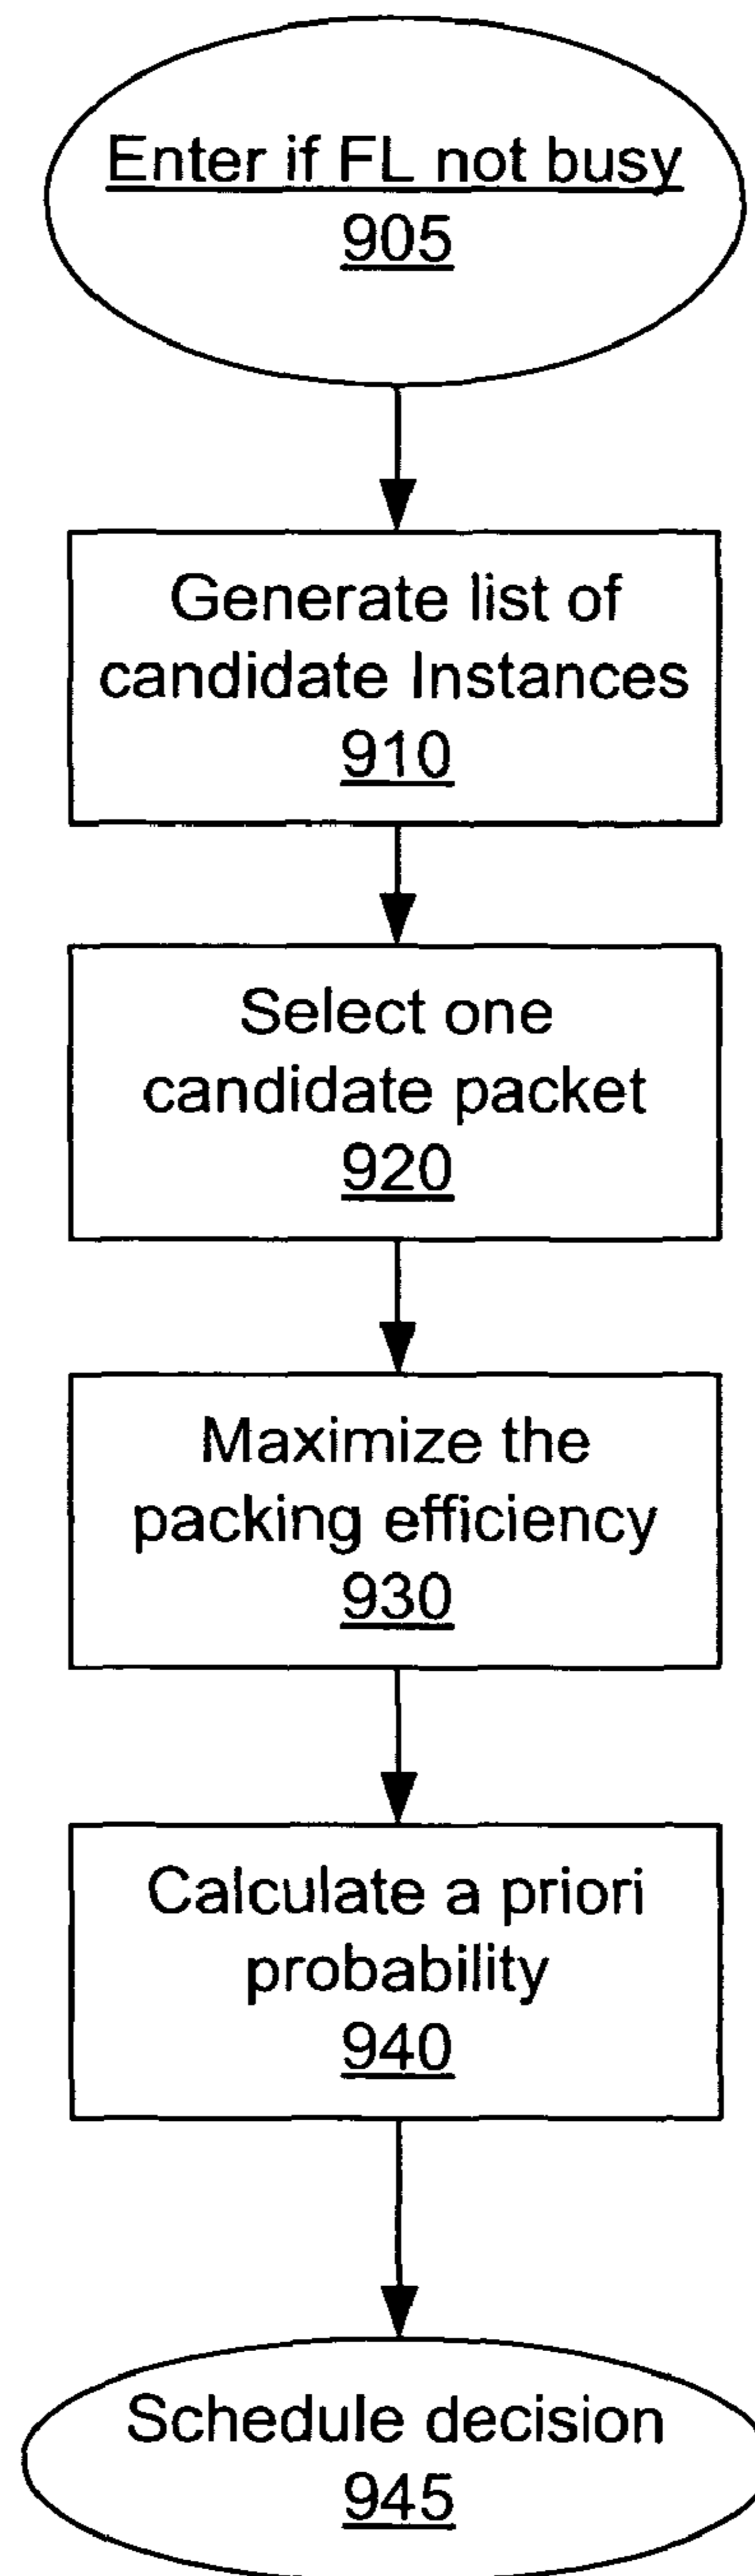 Enter if FL not busy
905
Generate list of
candidate Instances
910
Select one
candidate packet
920
Maximize the
packing efficiency
930
Calculate a priori
probability
940
Schedule decision
945